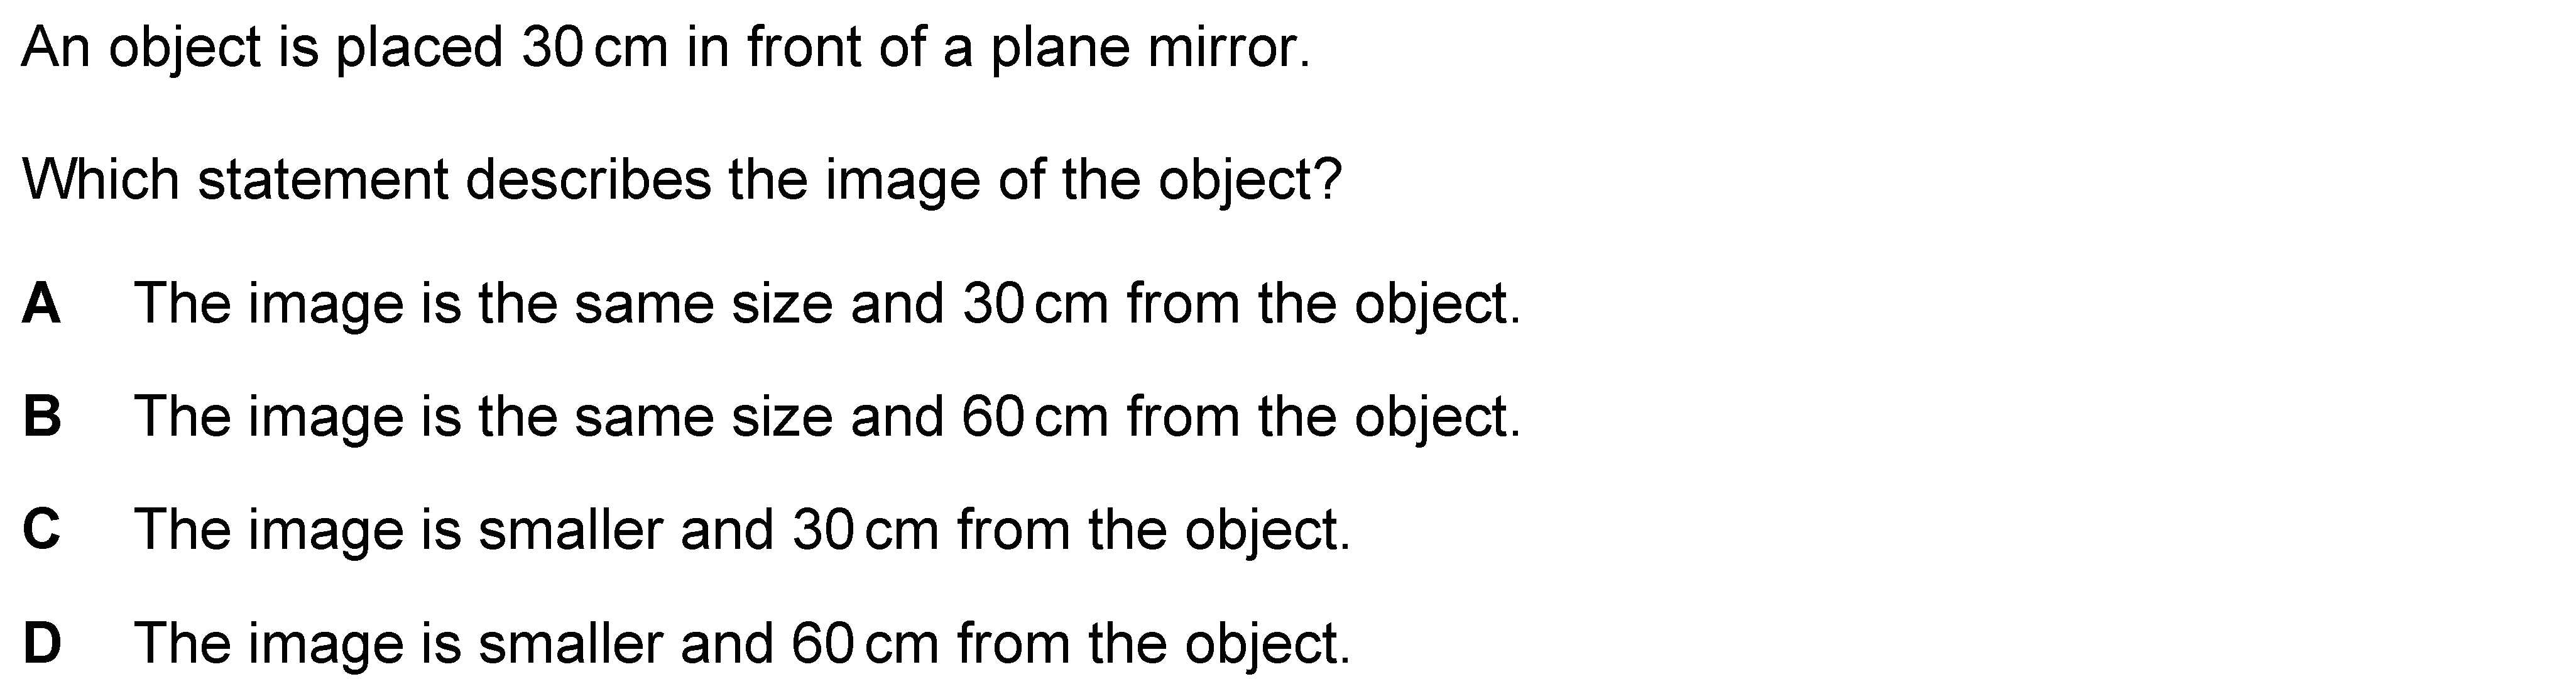 An object is placed 30 cm in front of a plane mirror.
Which statement describes the image of the object?
A The image is the same size and 30 cm from the object.
B The image is the same size and 60 cm from the object.
C The image is smaller and 30 cm from the object.
D The image is smaller and 60 cm from the object.